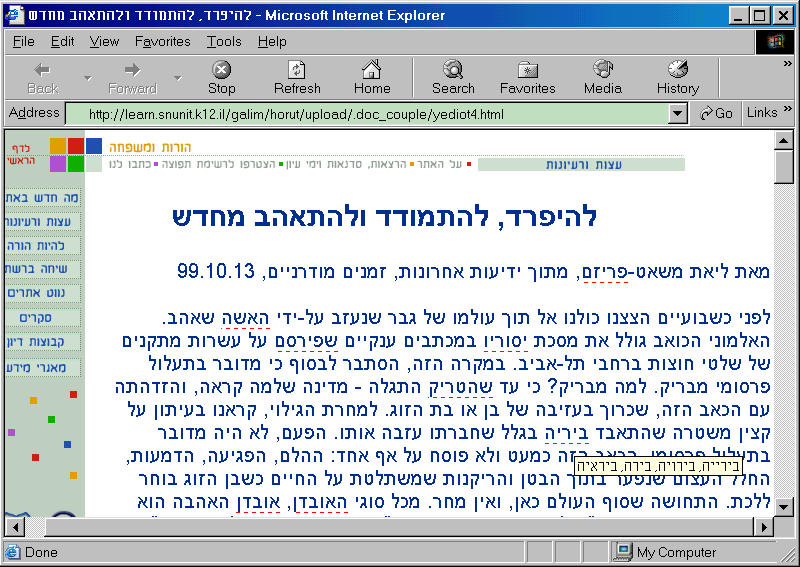 להיפרד, להתמודד ולהתאהב מחדש - Microsoft Internet Explorer
File Edit View Favorites Tools Help
Back Forward Stop Refresh Home Search Favorites Media History
Address http://learn.snunit.k12.il/galim/horut/upload/.doc_couple/yediot4.html Go Links
לדף הראשי
הורות ומשפחה
על האתר הרצאות, סדנאות וימי עיון הצטרפו לרשימת תפוצה כתבו לנו
עצות ורעיונות
מה חדש באת
עצות ורעיונות
להיות הורה
שיחה ברשת
נווט אתרים
סקרים
קבוצות דיון
מאגרי מידע
להיפרד, להתמודד ולהתאהב מחדש
מאת ליאת משאט-פריזם, מתוך ידיעות אחרונות, זמנים מודרניים, 99.10.13
לפני כשבועיים הצצנו כולנו אל תוך עולמו של גבר שנעזב על-ידי האשה שאהב.
האלמוני הכואב גולל את מסכת יסוריו במכתבים ענקיים שפירסם על עשרות מתקנים
של שלטי חוצות ברחבי תל-אביב. במקרה הזה, הסתבר לבסוף כי מדובר בתעלול
פרסומי מבריק. למה מבריק? כי עד שהטריק התגלה - מדינה שלמה קראה, והזדהתה
עם הכאב הזה, שכרוך בעזיבה של בן או בת הזוג. למחרת הגילוי, קראנו בעיתון על
קצין משטרה שהתאבד ביריה בגלל שחברתו עזבה אותו. הפעם, לא היה מדובר
בתעלול פרסומי. הכאב הזה כמעט ולא פוסח על אף אחד: ההלם, הפגיעה, הדמעות,
בירייה, בירויה, בירה, ביראיה
החלל העצום שנפער בתוך הבטן והריקנות שמשתלטת על החיים כשבן הזוג בוחר
ללכת. התחושה שסוף העולם כאן, ואין מחר. מכל סוגי האובדן, אובדן האהבה הוא
Done My Computer